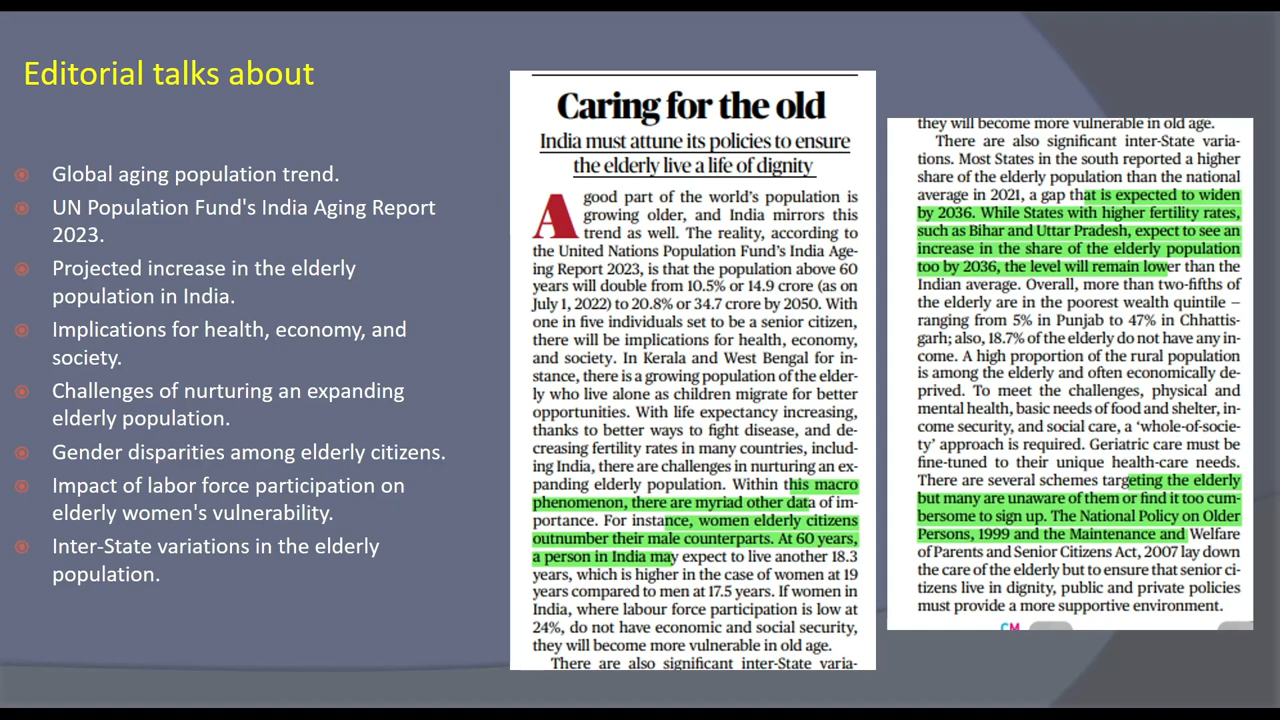 Editorial talks about
Global aging population trend.
UN Population Fund's India Aging Report
2023.
Projected increase in the elderly
population in India.
Implications for health, economy, and
society.
Challenges of nurturing an expanding
elderly population.
Gender disparities among elderly citizens.
Impact of labor force participation on
elderly women's vulnerability.
Inter-State variations in the elderly
population.
Caring for the old
India must attune its policies to ensure
the elderly live a life of dignity
A good part of the world's population is
growing older, and India mirrors this
trend as well. The reality, according to
the United Nations Population Fund's India Age-
ing Report 2023, is that the population above 60
years will double from 10.5% or 14.9 crore (as on
July 1, 2022) to 20.8% or 34.7 crore by 2050. With
one in five individuals set to be a senior citizen,
there will be implications for health, economy,
and society. In Kerala and West Bengal for in-
stance, there is a growing population of the elder-
ly who live alone as children migrate for better
opportunities. With life expectancy increasing,
thanks to better ways to fight disease, and de-
creasing fertility rates in many countries, includ-
ing India, there are challenges in nurturing an ex-
panding elderly population. Within this macro
phenomenon, there are myriad other data of im-
portance. For instance, women elderly citizens
outnumber their male counterparts. At 60 years,
a person in India may expect to live another 18.3
years, which is higher in the case of women at 19
years compared to men at 17.5 years. If women in
India, where labour force participation is low at
24%, do not have economic and social security,
they will become more vulnerable in old age.
There are also significant inter-State varia-
they will become more vulnerable in old age.
There are also significant inter-State varia-
tions. Most States in the south reported a higher
share of the elderly population than the national
average in 2021, a gap that is expected to widen
by 2036. While States with higher fertility rates,
such as Bihar and Uttar Pradesh, expect to see an
increase in the share of the elderly population
too by 2036, the level will remain lower than the
Indian average. Overall, more than two-fifths of
the elderly are in the poorest wealth quintile —
ranging from 5% in Punjab to 47% in Chhattis-
garh; also, 18.7% of the elderly do not have any in-
come. A high proportion of the rural population
is among the elderly and often economically de-
prived. To meet the challenges, physical and
mental health, basic needs of food and shelter, in-
come security, and social care, a 'whole-of-socie-
ty' approach is required. Geriatric care must be
fine-tuned to their unique health-care needs.
There are several schemes targeting the elderly
but many are unaware of them or find it too cum-
bersome to sign up. The National Policy on Older
Persons, 1999 and the Maintenance and Welfare
of Parents and Senior Citizens Act, 2007 lay down
the care of the elderly but to ensure that senior ci-
tizens live in dignity, public and private policies
must provide a more supportive environment.
CM